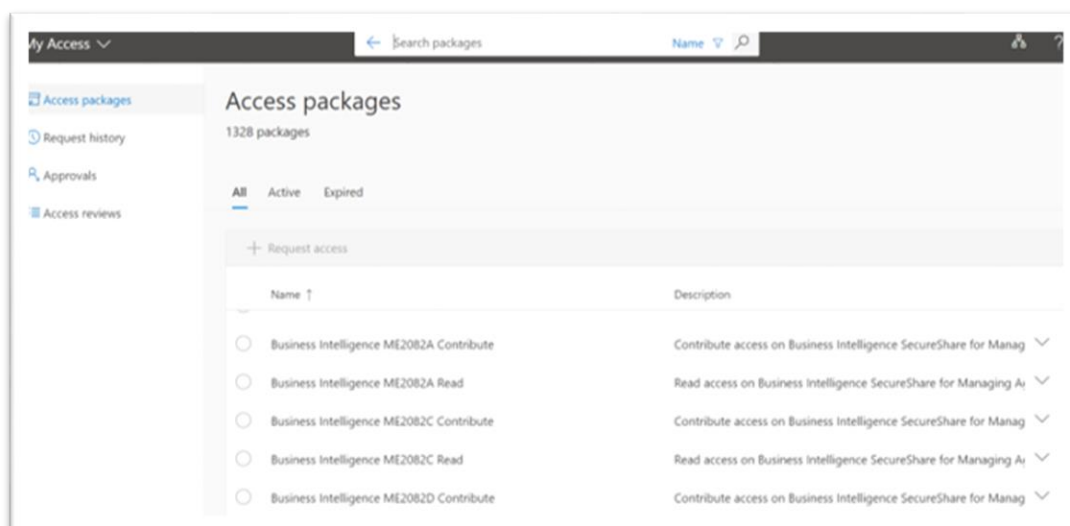 My Access
Search packages Name
?
Access packages
Request history
Approvals
Access reviews
Access packages
1328 packages
All Active Expired
+ Request access
Name ↑ Description
Business Intelligence ME2082A Contribute Contribute access on Business Intelligence SecureShare for Manag
Business Intelligence ME2082A Read Read access on Business Intelligence SecureShare for Managing Ag
Business Intelligence ME2082C Contribute Contribute access on Business Intelligence SecureShare for Manag
Business Intelligence ME2082C Read Read access on Business Intelligence SecureShare for Managing Ag
Business Intelligence ME2082D Contribute Contribute access on Business Intelligence SecureShare for Manag